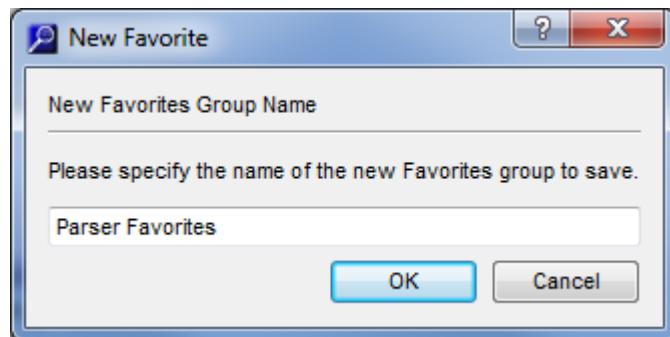 New Favorite
New Favorites Group Name
Please specify the name of the new Favorites group to save.
Parser Favorites
OK Cancel